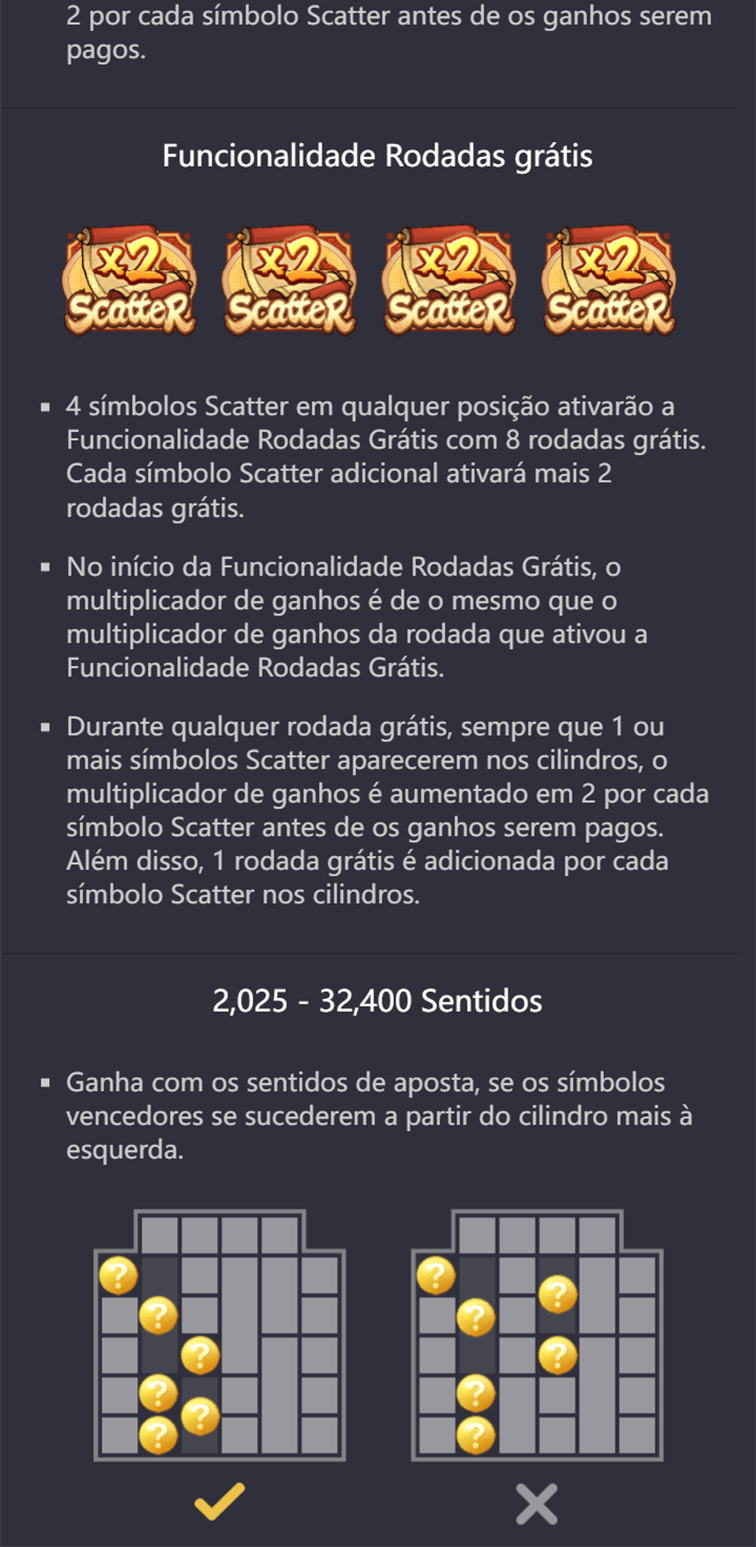 2 por cada símbolo Scatter antes de os ganhos serem
pagos.
Funcionalidade Rodadas grátis
x2 x2 x2 x2
Scatter Scatter Scatter Scatter
4 símbolos Scatter em qualquer posição ativarão a
Funcionalidade Rodadas Grátis com 8 rodadas grátis.
Cada símbolo Scatter adicional ativará mais 2
rodadas grátis.
No início da Funcionalidade Rodadas Grátis, o
multiplicador de ganhos é de o mesmo que o
multiplicador de ganhos da rodada que ativou a
Funcionalidade Rodadas Grátis.
Durante qualquer rodada grátis, sempre que 1 ou
mais símbolos Scatter aparecerem nos cilindros, o
multiplicador de ganhos é aumentado em 2 por cada
símbolo Scatter antes de os ganhos serem pagos.
Além disso, 1 rodada grátis é adicionada por cada
símbolo Scatter nos cilindros.
2,025 - 32,400 Sentidos
Ganha com os sentidos de aposta, se os símbolos
vencedores se sucederem a partir do cilindro mais à
esquerda.
? ?
? ? ?
? ?
? ?
?
? ?